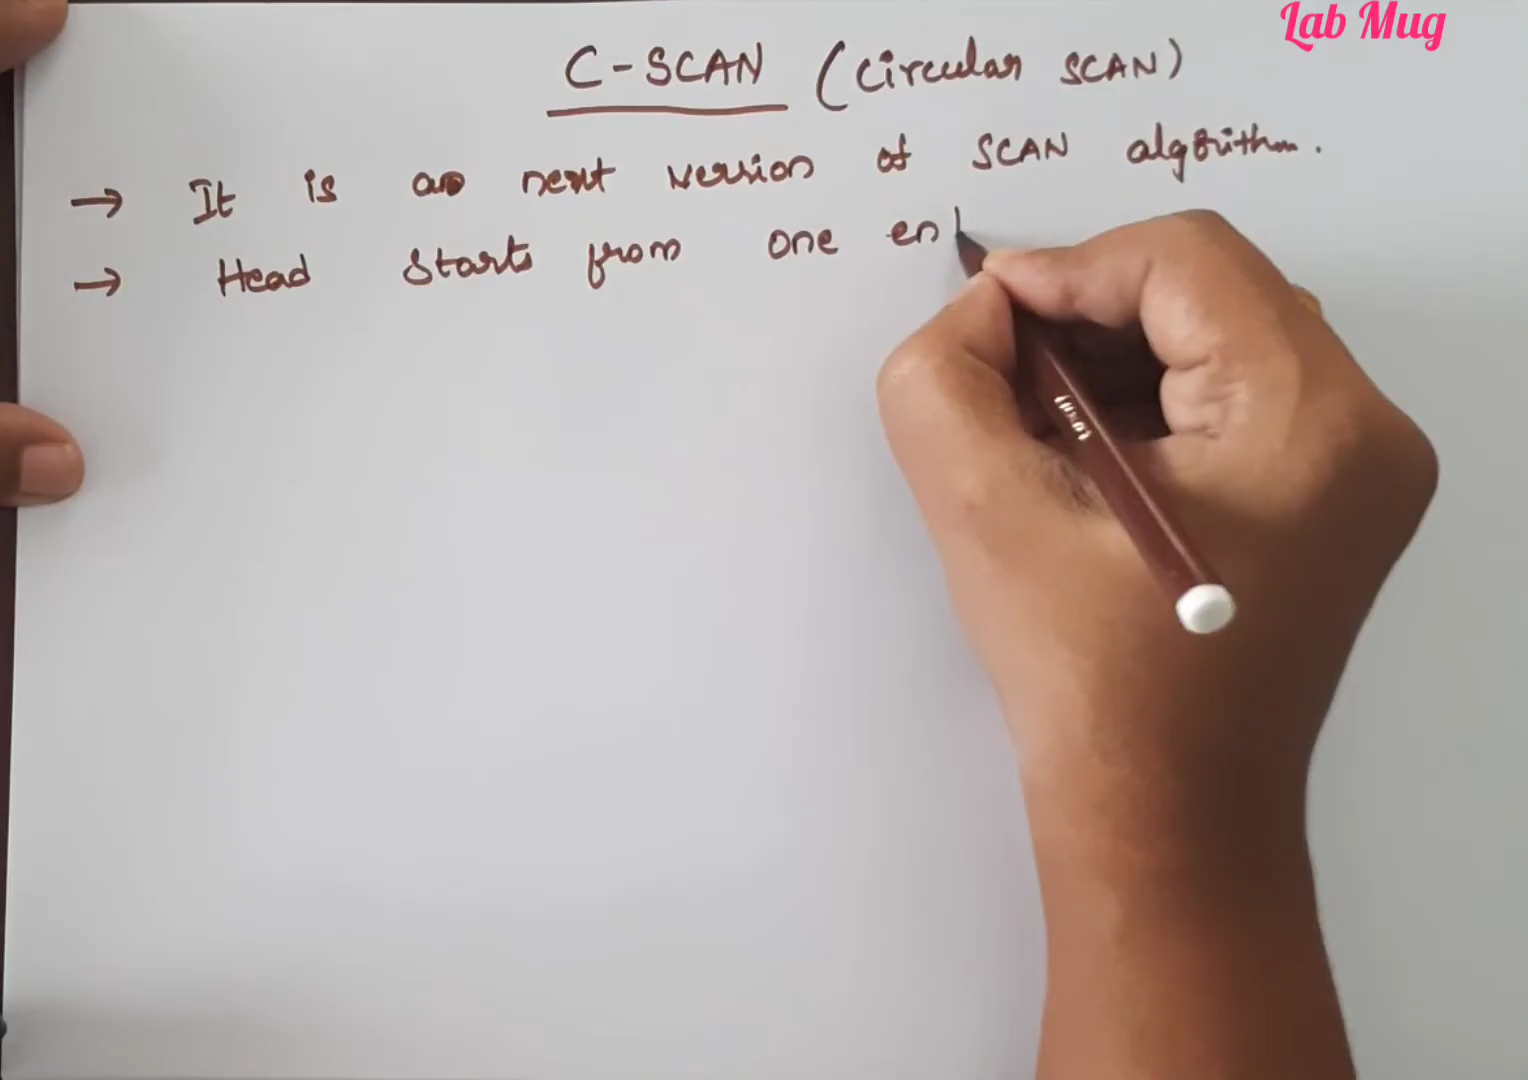 Lab Mug
C-SCAN (Circular SCAN)
→ It is an next version of SCAN algorithm.
→ Head starts from one en